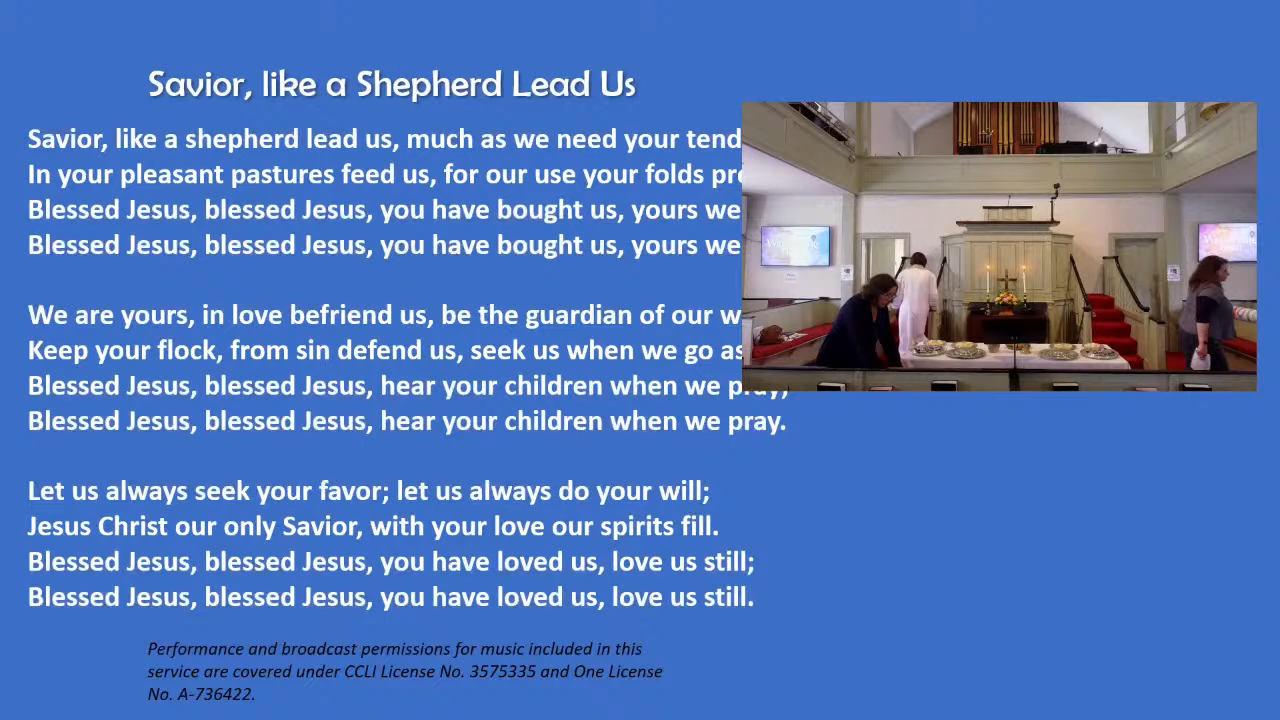 Savior, like a Shepherd Lead Us
Savior, like a shepherd lead us, much as we need your tend
In your pleasant pastures feed us, for our use your folds pre
Blessed Jesus, blessed Jesus, you have bought us, yours we
Blessed Jesus, blessed Jesus, you have bought us, yours we
We are yours, in love befriend us, be the guardian of our w
Keep your flock, from sin defend us, seek us when we go as
Blessed Jesus, blessed Jesus, hear your children when we pray,
Blessed Jesus, blessed Jesus, hear your children when we pray.
Let us always seek your favor; let us always do your will;
Jesus Christ our only Savior, with your love our spirits fill.
Blessed Jesus, blessed Jesus, you have loved us, love us still;
Blessed Jesus, blessed Jesus, you have loved us, love us still.
Performance and broadcast permissions for music included in this
service are covered under CCLI License No. 3575335 and One License
No. A-736422.